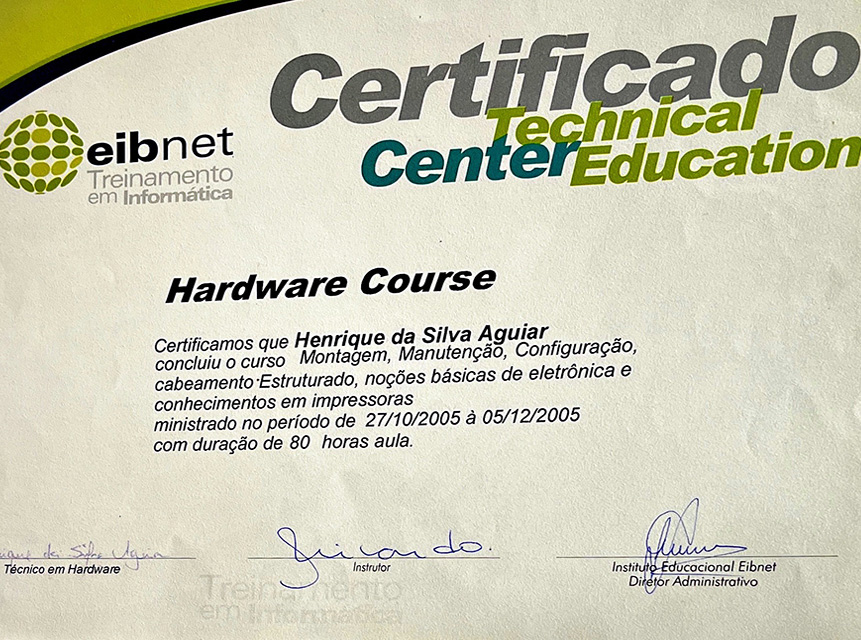 Certificado
Technical
Center Education
eibnet
Treinamento
em Informática
Hardware Course
Certificamos que Henrique da Silva Aguiar
concluiu o curso Montagem, Manutenção, Configuração,
cabeamento Estruturado, noções básicas de eletrônica e
conhecimentos em impressoras
ministrado no período de 27/10/2005 à 05/12/2005
com duração de 80 horas aula.
da Silva Aguiar
Técnico em Hardware
Instrutor
Instituto Educacional Eibnet
Diretor Administrativo
Treinamento
em Informática